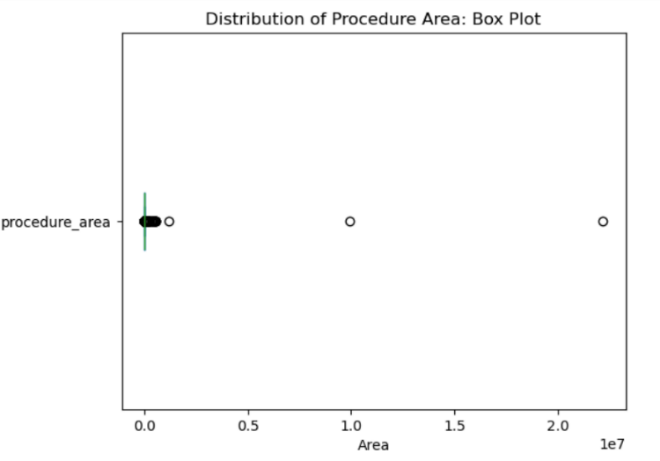 Distribution of Procedure Area: Box Plot
procedure_area
0.0 0.5 1.0 1.5 2.0
Area
1e7